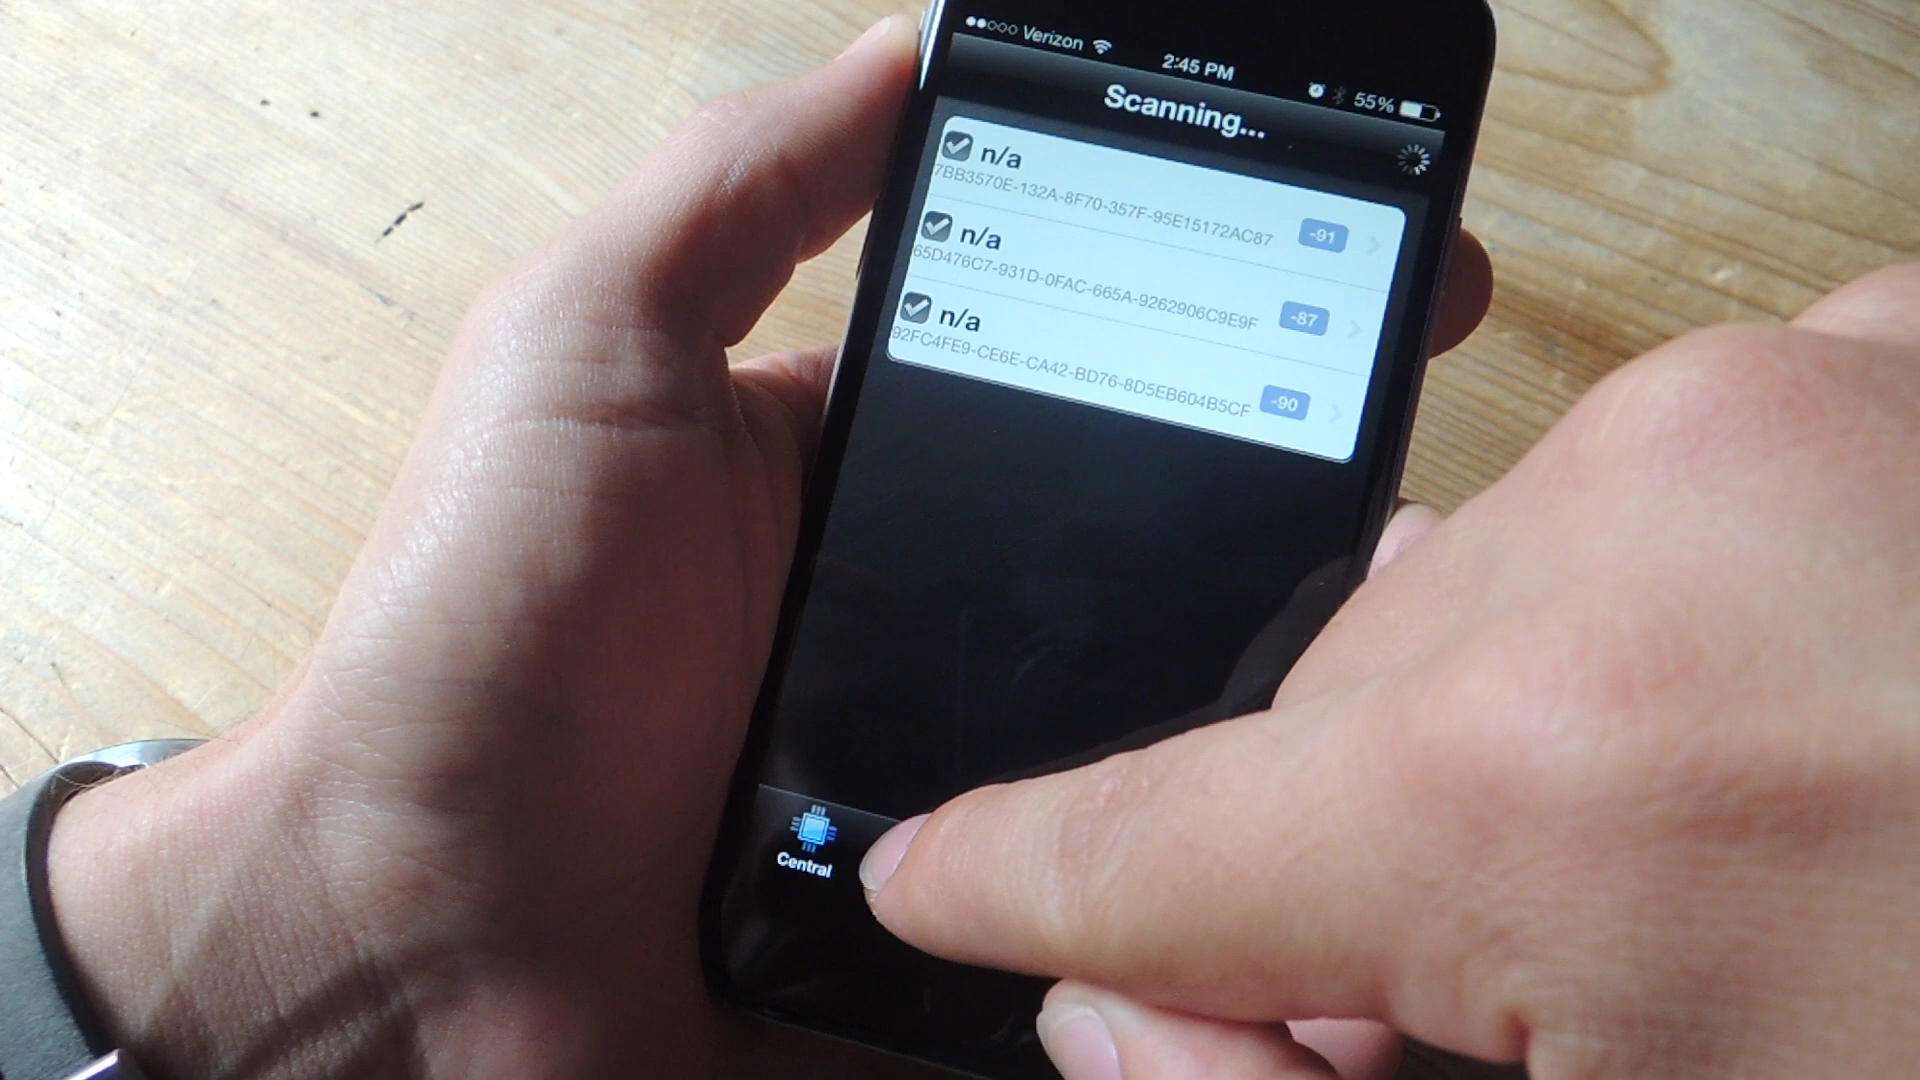 Verizon
2:45 PM
55%
Scanning...
n/a
7BB3570E-132A-8F70-357F-95E15172AC87
-91
n/a
65D476C7-931D-0FAC-665A-9262906C9E9F
-87
n/a
92FC4FE9-CE6E-CA42-BD76-8D5EB604B5CF
-90
Central